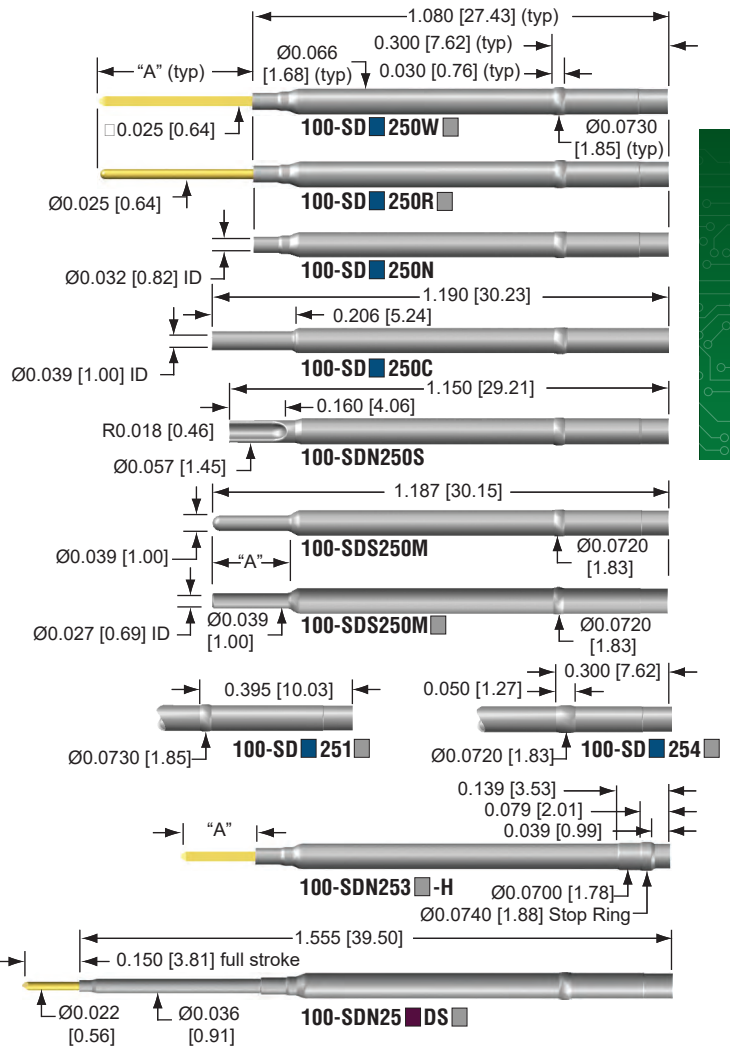 1.080 [27.43] (typ)
0.300 [7.62] (typ)
Ø0.066
[1.68] (typ)
"A" (typ)
0.030 [0.76] (typ)
□0.025 [0.64]
100-SD■250W■
Ø0.0730
[1.85] (typ)
Ø0.025 [0.64]
100-SD■250R■
Ø0.032 [0.82] ID
100-SD■250N
1.190 [30.23]
0.206 [5.24]
Ø0.039 [1.00] ID
100-SD■250C
1.150 [29.21]
0.160 [4.06]
R0.018 [0.46]
Ø0.057 [1.45]
100-SDN250S
1.187 [30.15]
Ø0.039 [1.00]
100-SDS250M
Ø0.0720
[1.83]
"A"
Ø0.027 [0.69] ID
Ø0.039
[1.00]
100-SDS250M■
Ø0.0720
[1.83]
0.395 [10.03]
Ø0.0730 [1.85]
100-SD■251■
0.300 [7.62]
0.050 [1.27]
Ø0.0720 [1.83]
100-SD■254■
0.139 [3.53]
0.079 [2.01]
0.039 [0.99]
"A"
100-SDN253■-H
Ø0.0700 [1.78]
Ø0.0740 [1.88] Stop Ring
1.555 [39.50]
0.150 [3.81] full stroke
Ø0.022
[0.56]
Ø0.036
[0.91]
100-SDN25■DS■